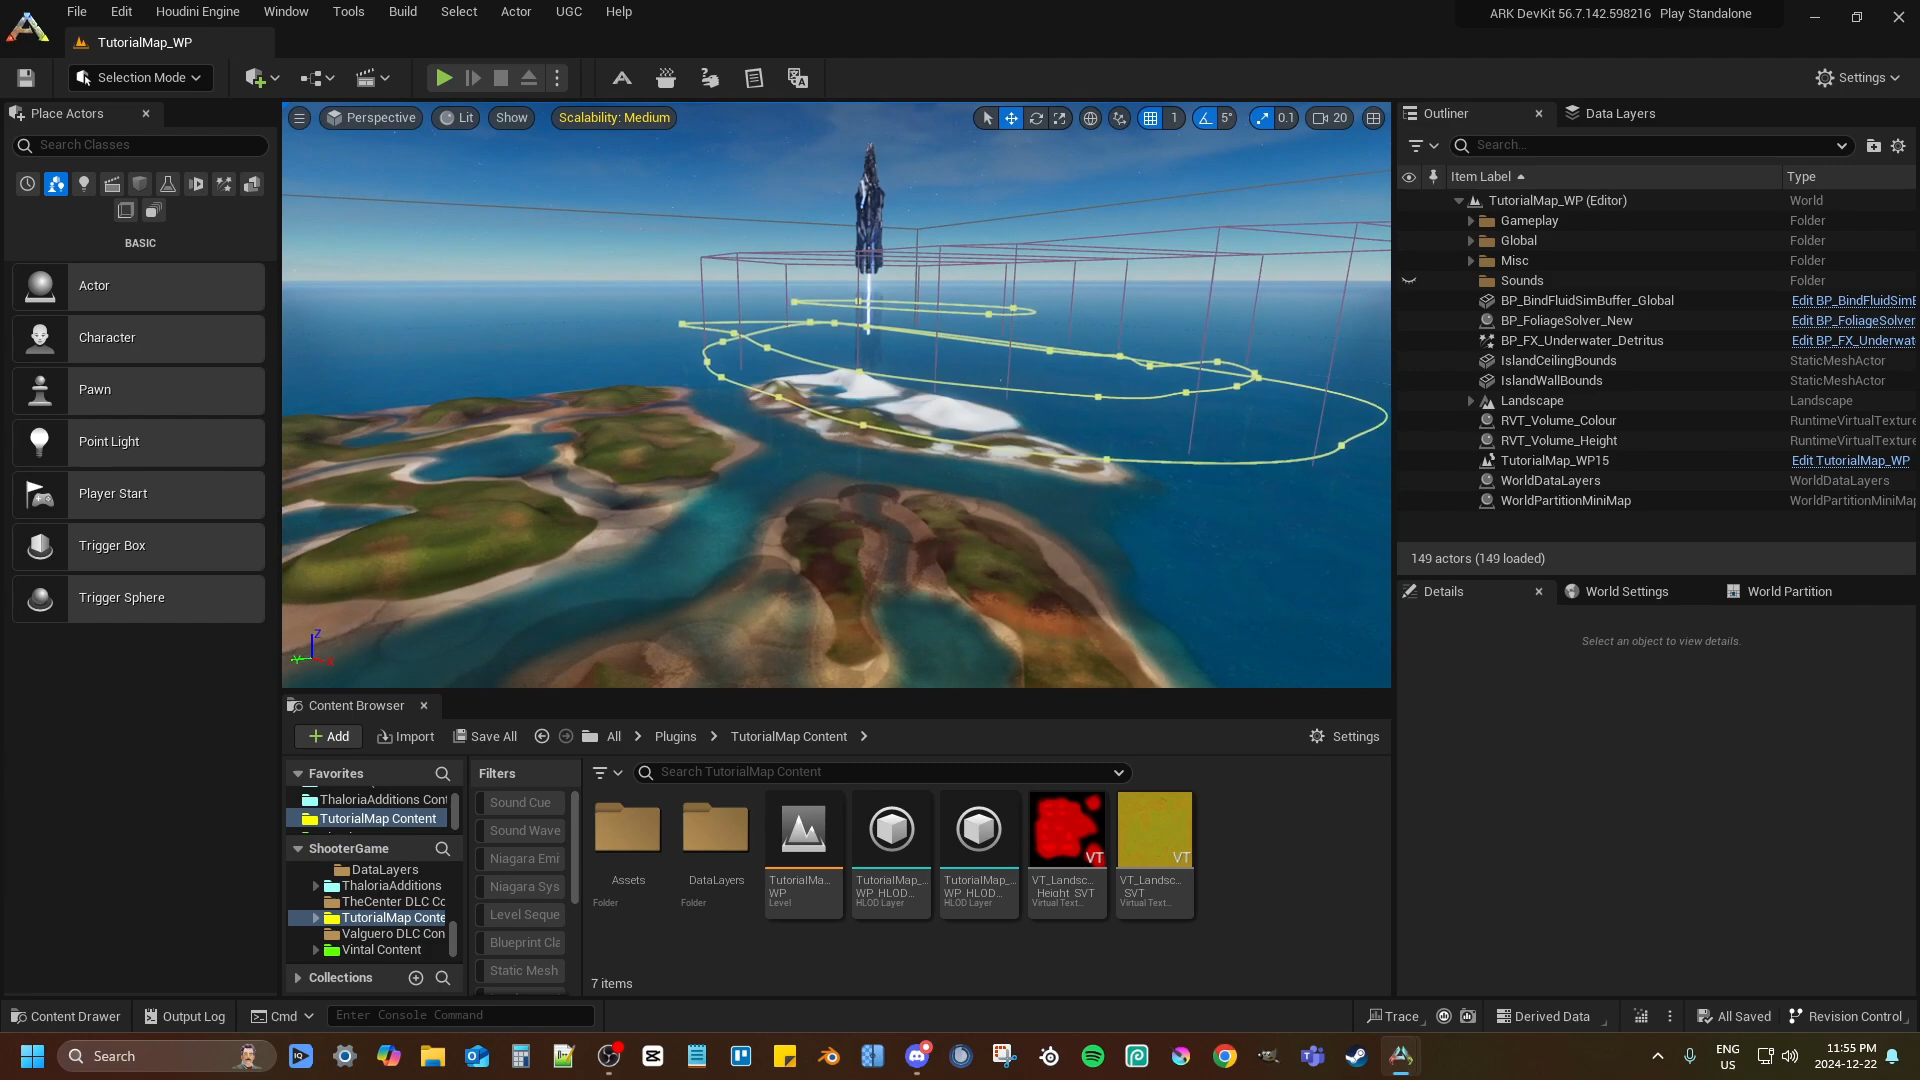 File Edit Houdini Engine Window Tools Build Select Actor UGC Help
ARK DevKit 56.7.142.598216 Play Standalone
TutorialMap_WP
Selection Mode
Settings
Place Actors
Search Classes
BASIC
Actor
Character
Pawn
Point Light
Player Start
Trigger Box
Trigger Sphere
Perspective Lit Show Scalability: Medium
1 5° 0.1 20
Z
Y X
Outliner Data Layers
Search...
Item Label Type
TutorialMap_WP (Editor) World
Gameplay Folder
Global Folder
Misc Folder
Sounds Folder
BP_BindFluidSimBuffer_Global Edit BP_BindFluidSimB
BP_FoliageSolver_New Edit BP_FoliageSolver
BP_FX_Underwater_Detritus Edit BP_FX_Underwat
IslandCeilingBounds StaticMeshActor
IslandWallBounds StaticMeshActor
Landscape Landscape
RVT_Volume_Colour RuntimeVirtualTexture
RVT_Volume_Height RuntimeVirtualTexture
TutorialMap_WP15 Edit TutorialMap_WP
WorldDataLayers WorldDataLayers
WorldPartitionMiniMap WorldPartitionMiniMap
149 actors (149 loaded)
Details World Settings World Partition
Select an object to view details.
Content Browser
Add Import Save All All Plugins TutorialMap Content Settings
Favorites
ThaloriaAdditions Cont
TutorialMap Content
ShooterGame
DataLayers
ThaloriaAdditions
TheCenter DLC Co
TutorialMap Conte
Valguero DLC Con
Vintal Content
Collections
Filters
Sound Cue
Sound Wave
Niagara Emi
Niagara Sys
Level Seque
Blueprint Cla
Static Mesh
Search TutorialMap Content
VT VT
Assets
Folder
DataLayers
Folder
TutorialMa...
WP
Level
TutorialMap_...
WP_HLOD...
HLOD Layer
TutorialMap_...
WP_HLOD...
HLOD Layer
VT_Landsc...
Height_SVT
Virtual Text...
VT_Landsc...
SVT
Virtual Text...
7 items
Content Drawer Output Log Cmd Enter Console Command
Trace Derived Data All Saved Revision Control
Search
ENG
US
11:55 PM
2024-12-22